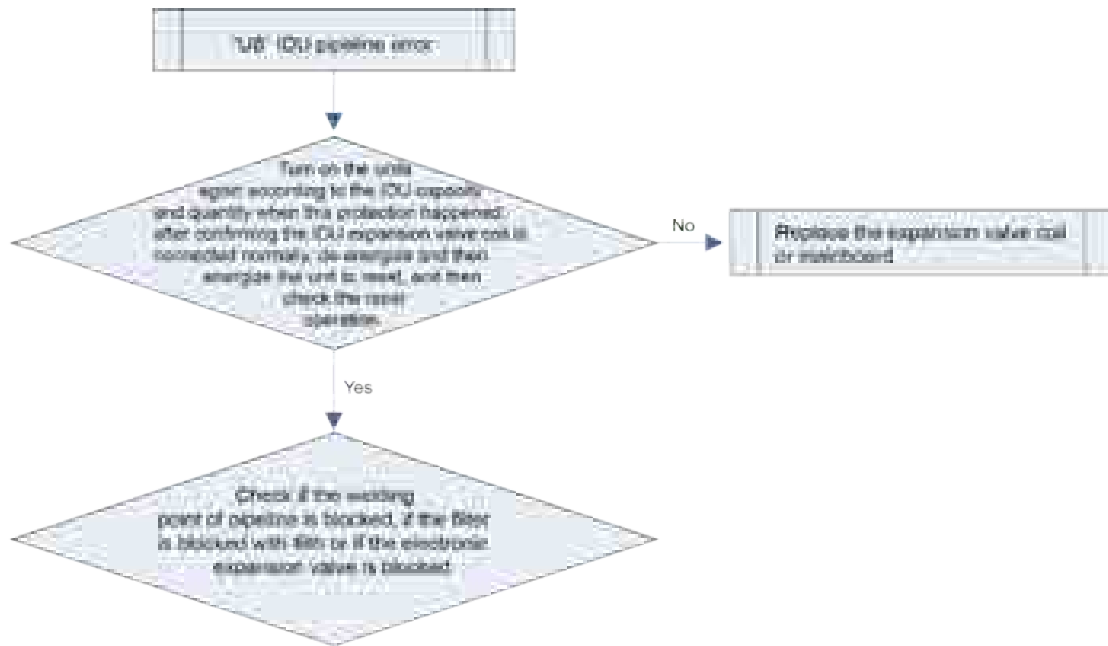 IDU pipeline error
Turn on the units
again according to the IDU capacity
and quantity when this protection happened,
after confirming the IDU expansion valve coil is
connected normally, de-energize and then
energize the unit to reset, and then
check the
operation.
No
Replace the expansion valve coil
or mainboard
Yes
Check if the welding
point of pipeline is blocked, if the filter
is blocked with filth or if the electronic
expansion valve is blocked